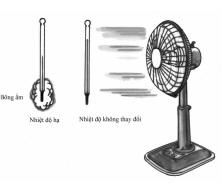 Bông ẩm
Nhiệt độ hạ
Nhiệt độ không thay đổi